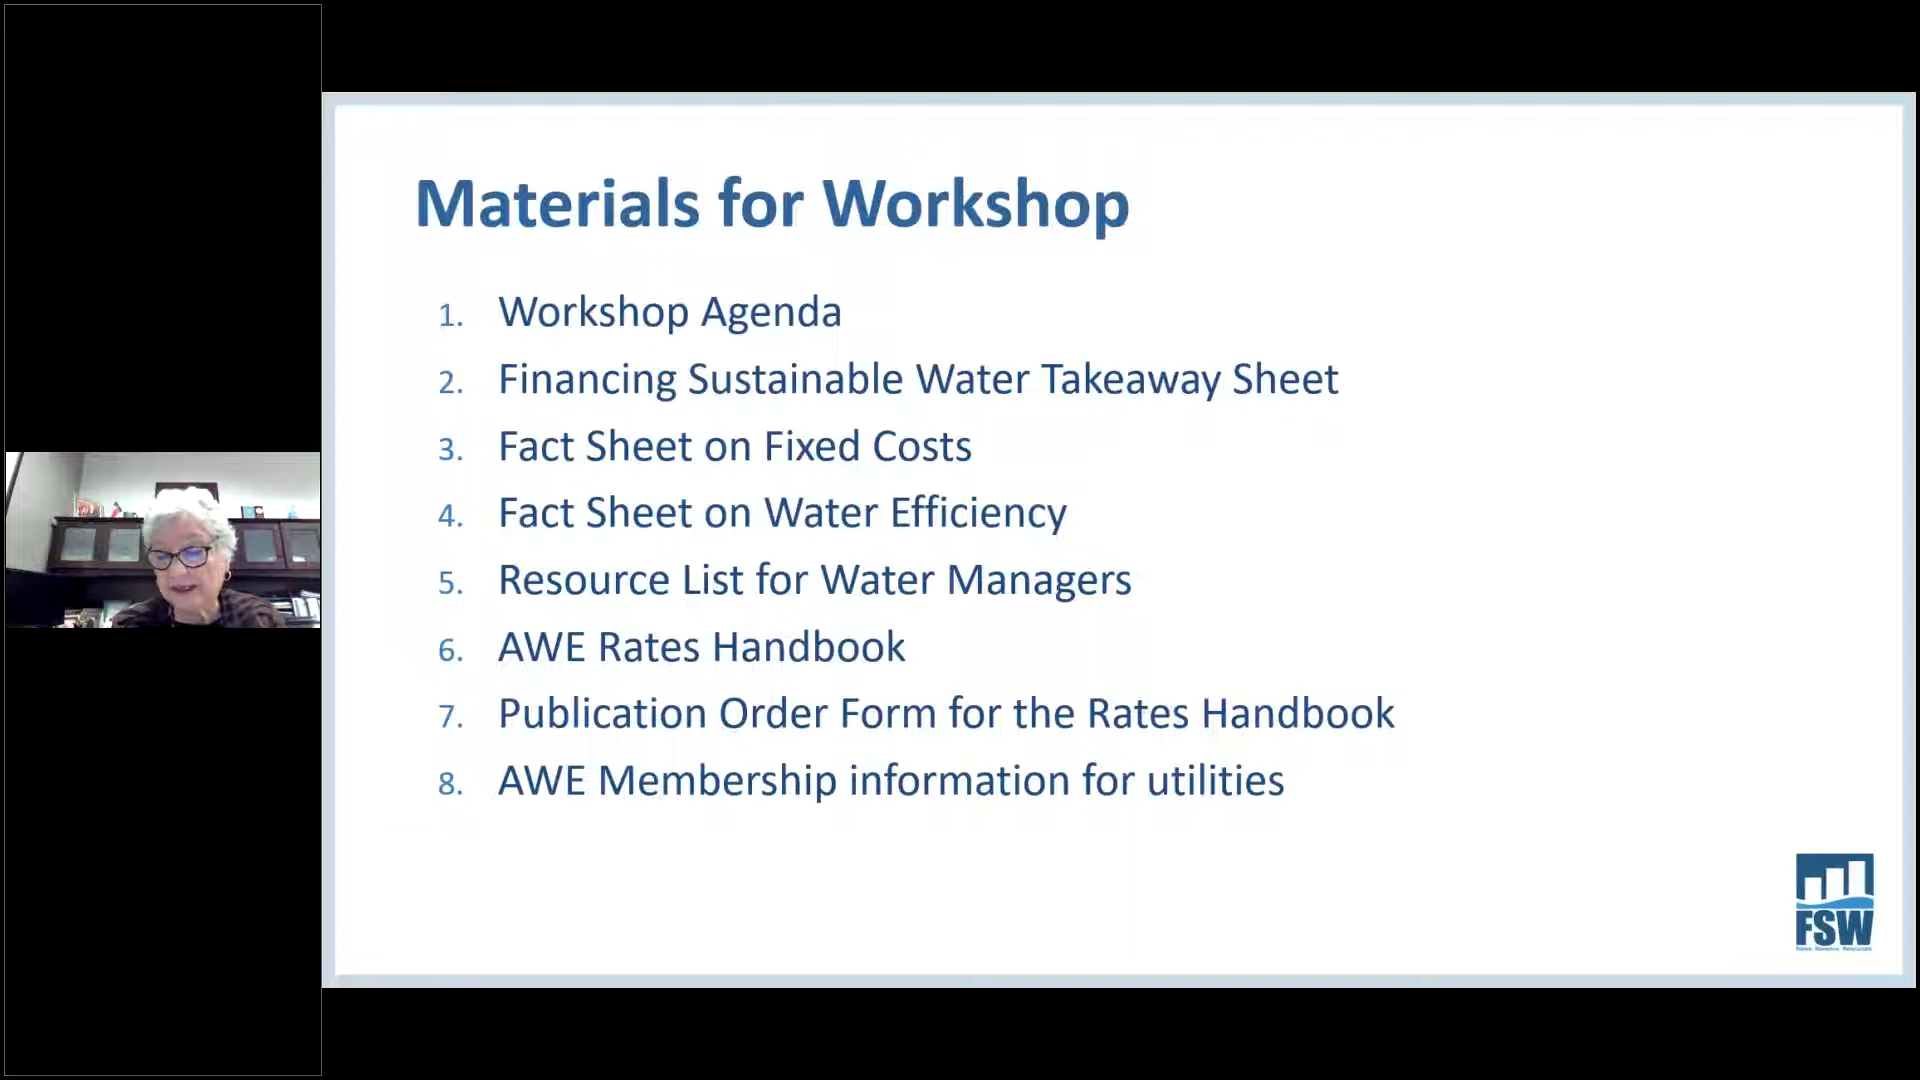 Materials for Workshop
1. Workshop Agenda
2. Financing Sustainable Water Takeaway Sheet
3. Fact Sheet on Fixed Costs
4. Fact Sheet on Water Efficiency
5. Resource List for Water Managers
6. AWE Rates Handbook
7. Publication Order Form for the Rates Handbook
8. AWE Membership information for utilities
FSW